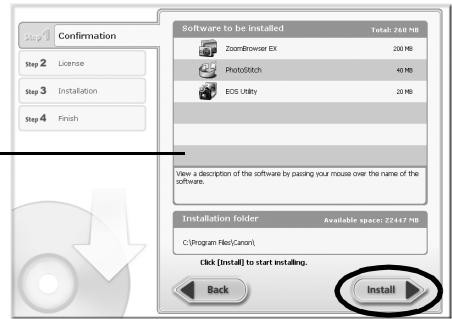 Step 1 Confirmation
Step 2 License
Step 3 Installation
Step 4 Finish
Software to be installed Total: 260 MB
ZoomBrowser EX 200 MB
PhotoStitch 40 MB
EOS Utility 20 MB
View a description of the software by passing your mouse over the name of the
software.
Installation folder Available space: 22447 MB
C:\Program Files\Canon\
Click [Install] to start installing.
Back
Install